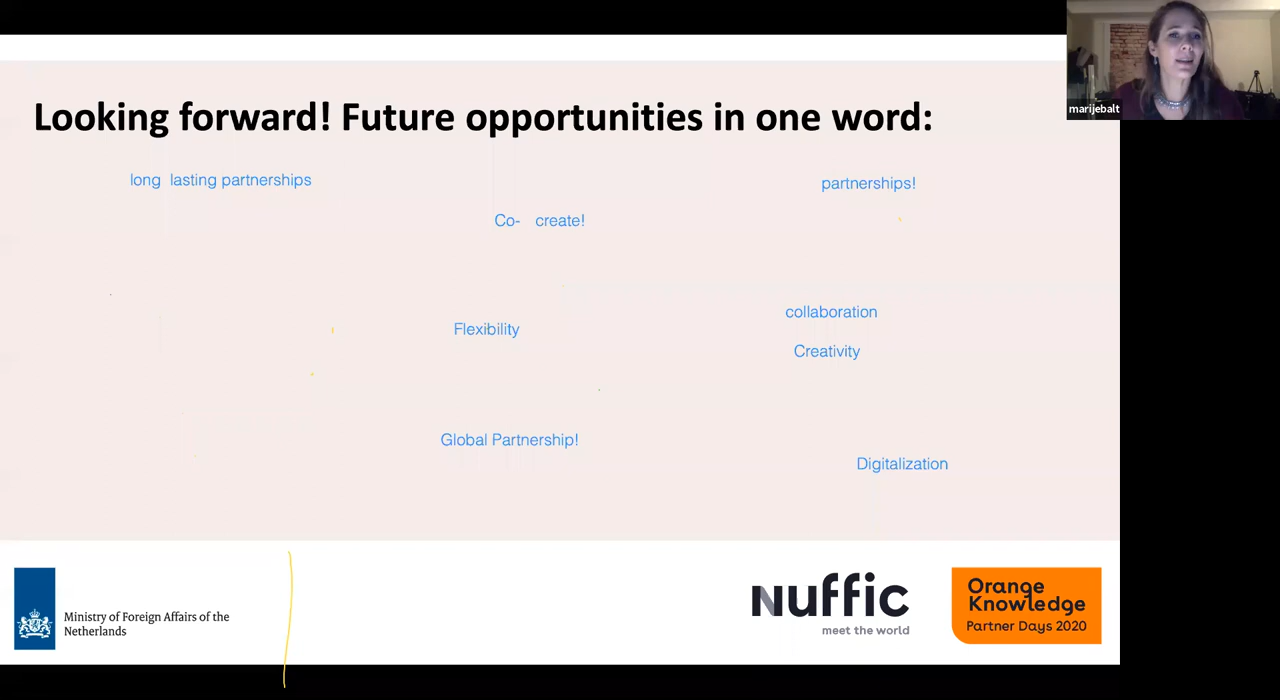 marijebalt
Looking forward! Future opportunities in one word:
long lasting partnerships
partnerships!
Co- create!
collaboration
Flexibility
Creativity
Global Partnership!
Digitalization
Ministry of Foreign Affairs of the
Netherlands
nuffic
meet the world
Orange
Knowledge
Partner Days 2020